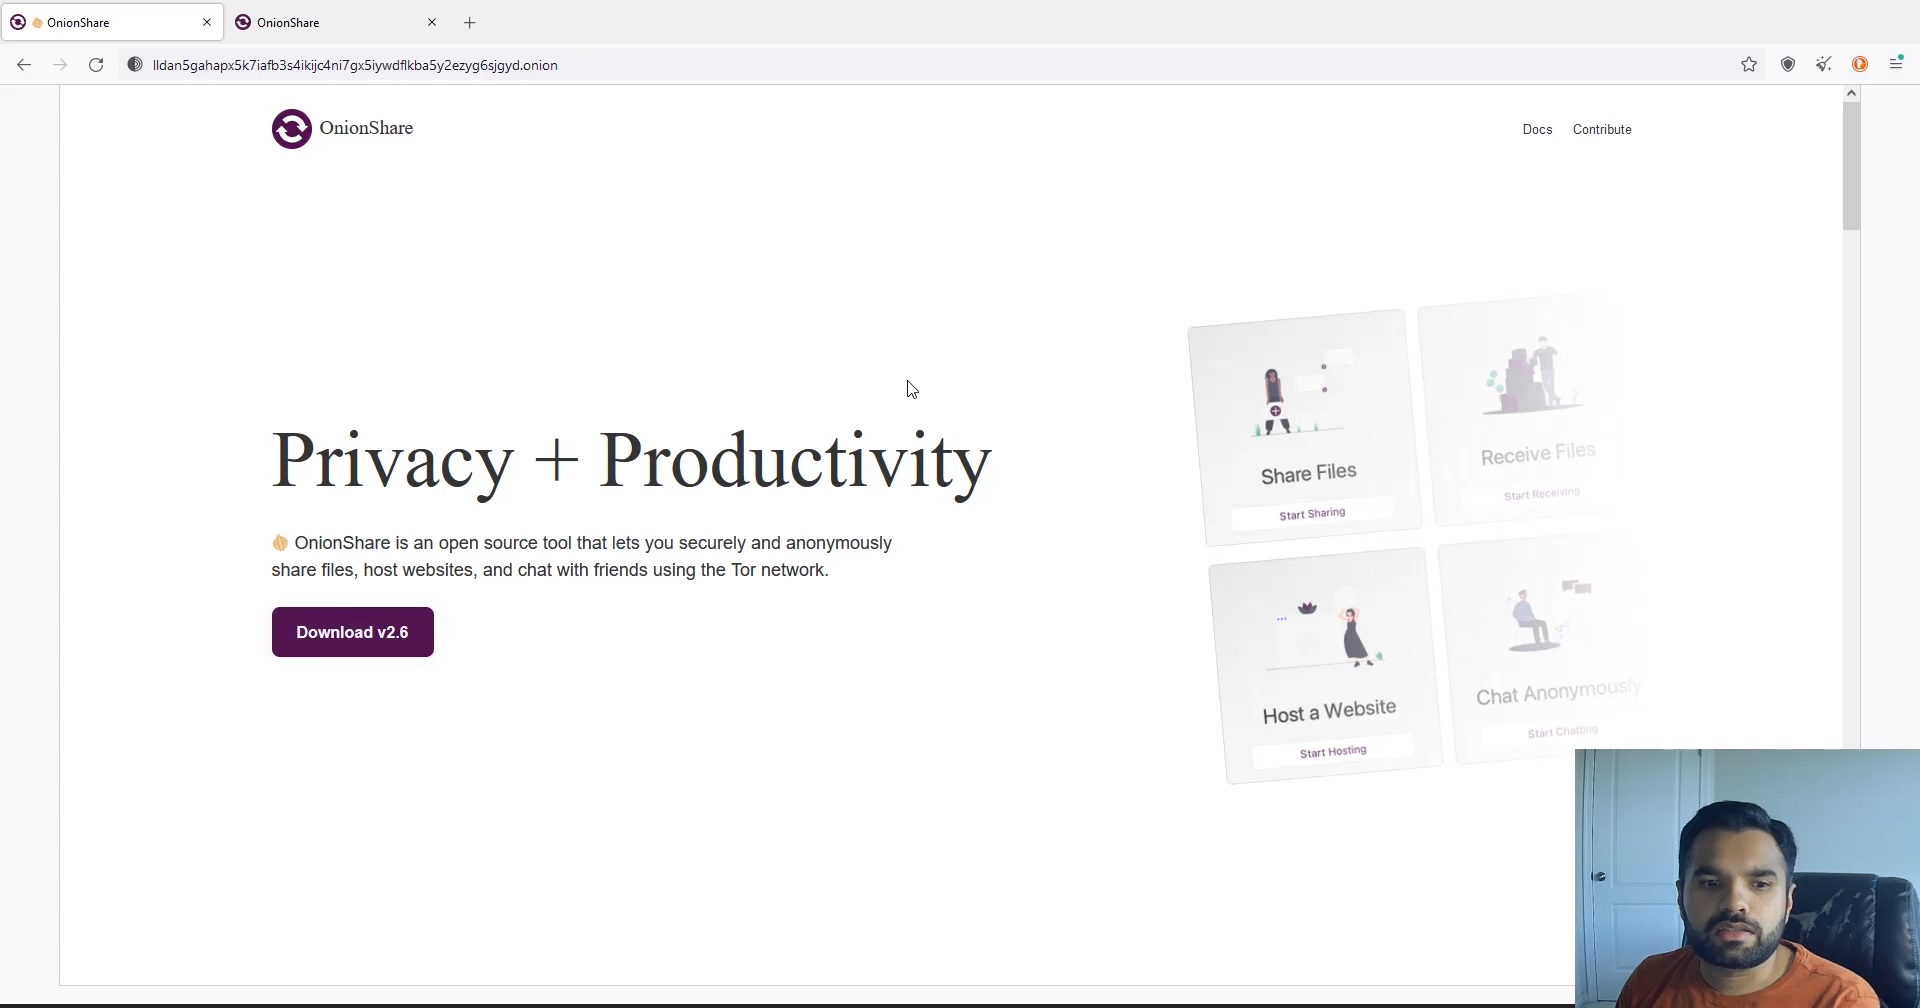 OnionShare
OnionShare
lldan5gahapx5k7iafb3s4ikijc4ni7gx5iywdflkba5y2ezyg6sjgyd.onion
OnionShare
Docs
Contribute
Privacy + Productivity
OnionShare is an open source tool that lets you securely and anonymously
share files, host websites, and chat with friends using the Tor network.
Download v2.6
Share Files
Start Sharing
Receive Files
Start Receiving
Host a Website
Start Hosting
Chat Anonymously
Start Chatting